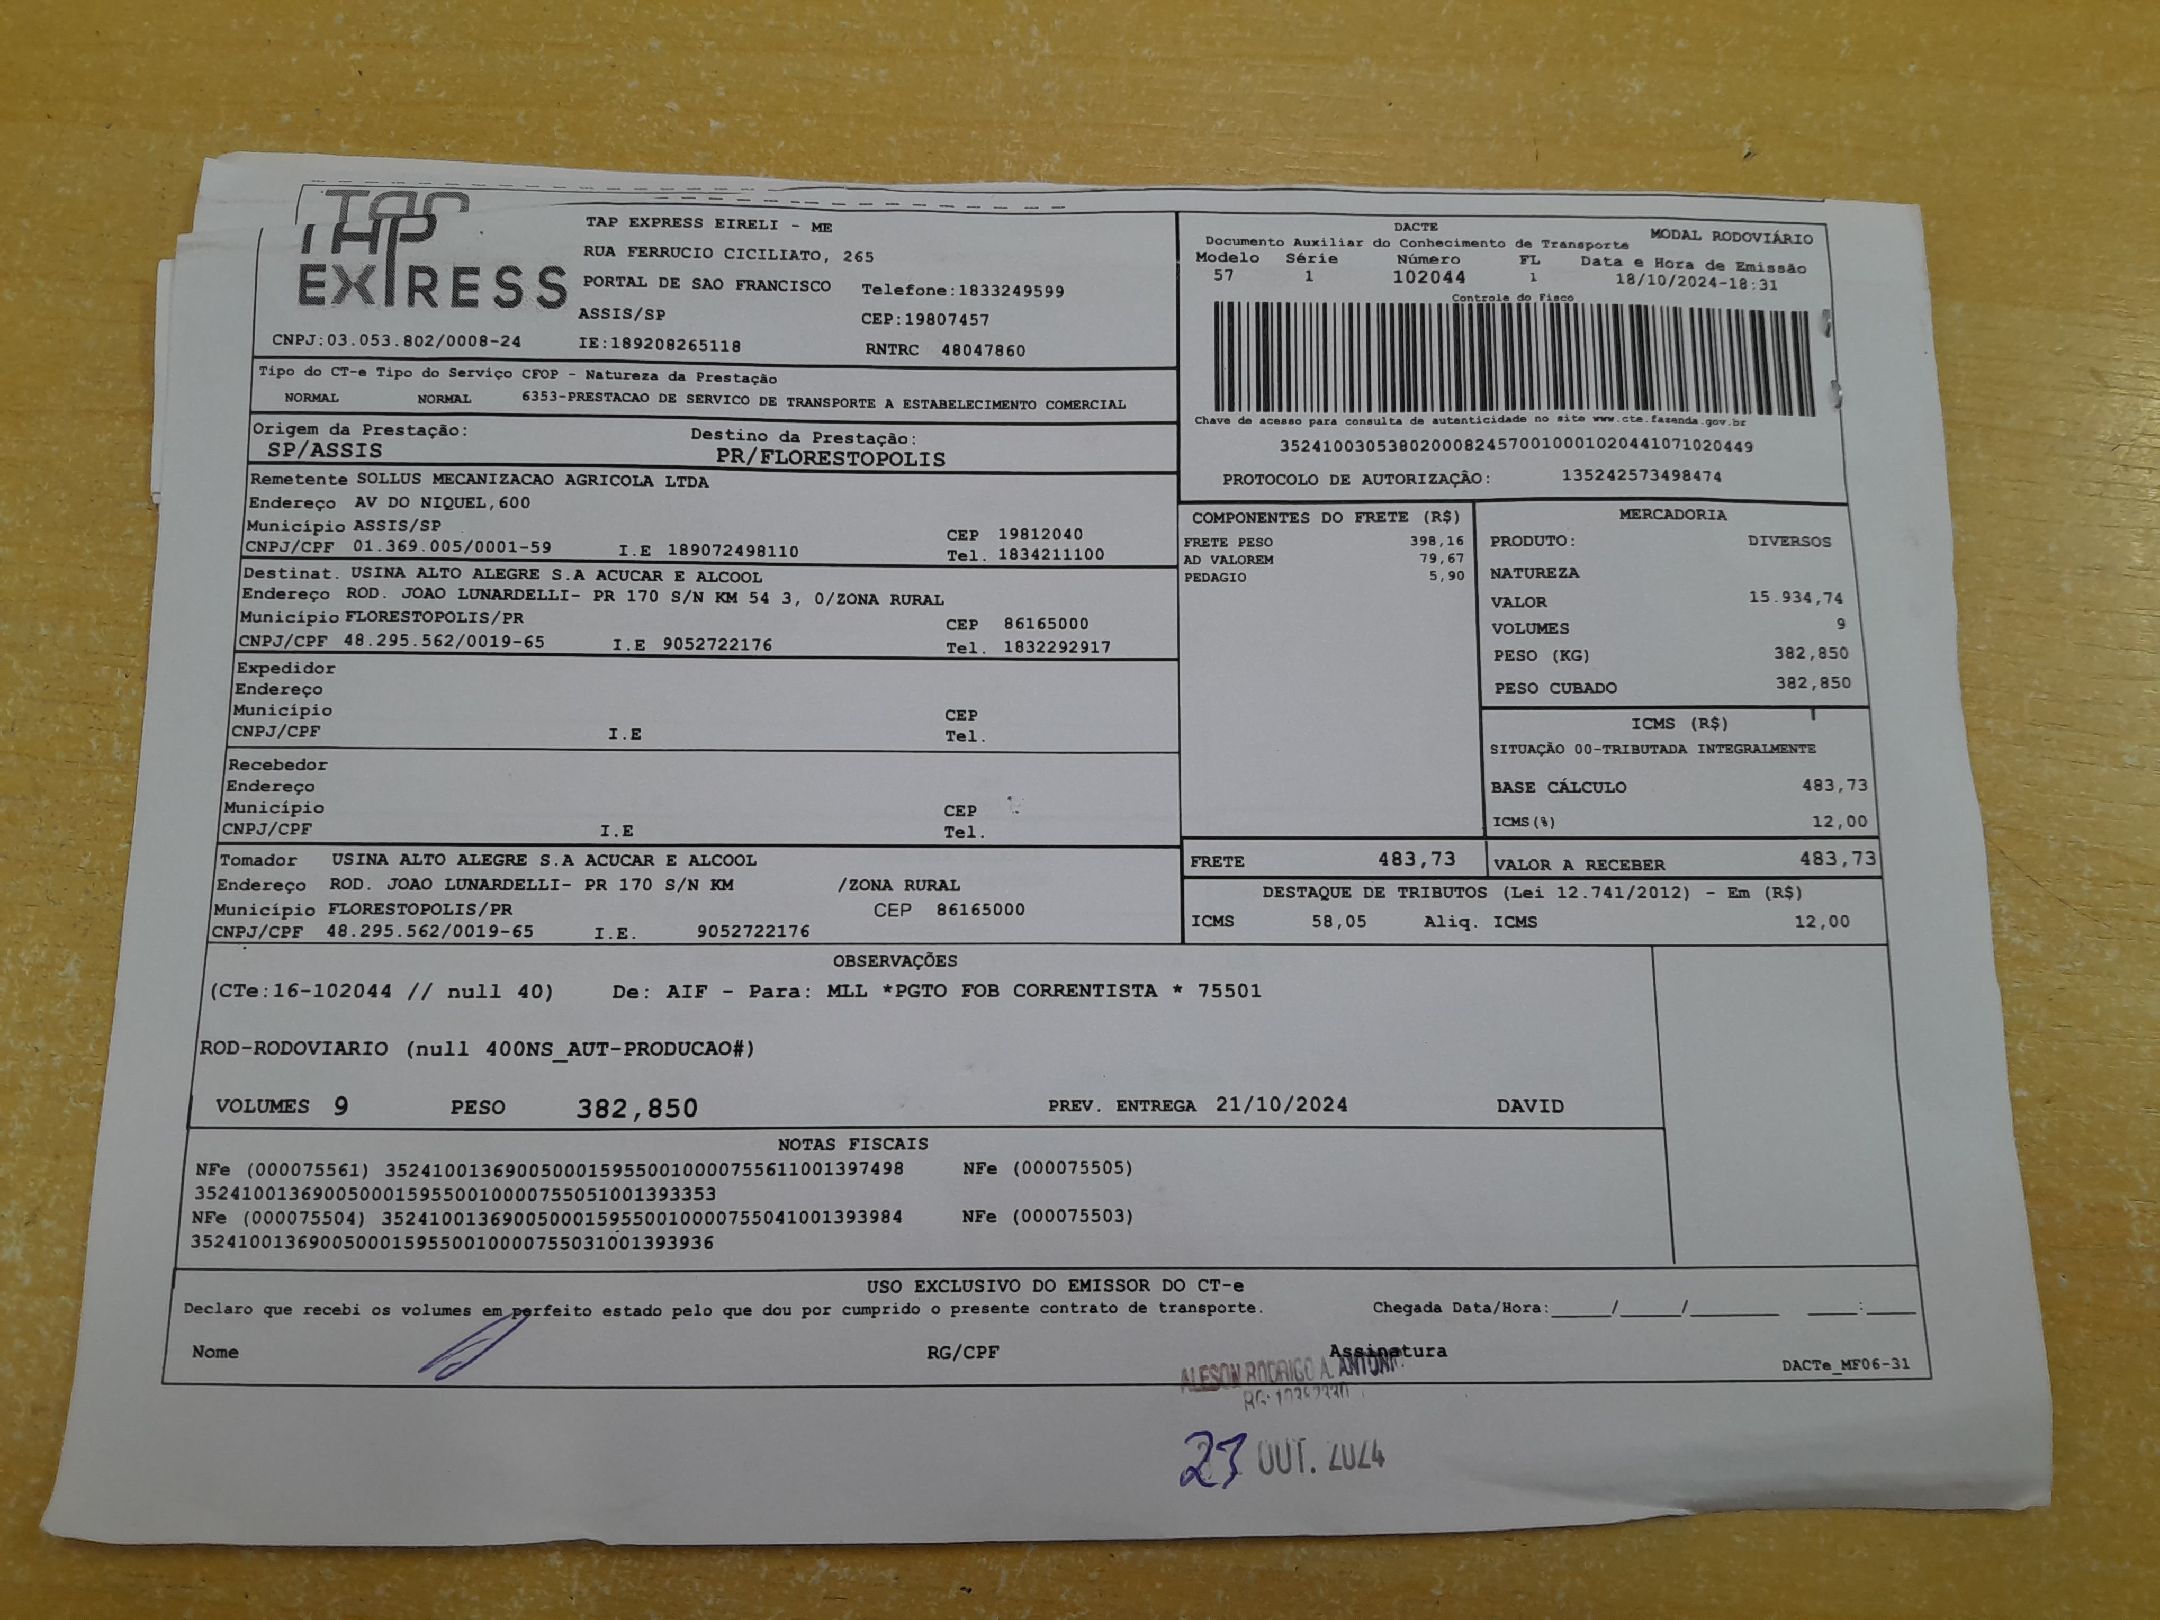 TAP
TAP
EXPRESS
CNPJ:03.053.802/0008-24
TAP EXPRESS EIRELI - ME
RUA FERRUCIO CICILIATO, 265
PORTAL DE SAO FRANCISCO Telefone:1833249599
ASSIS/SP CEP:19807457
IE:189208265118 RNTRC 48047860
DACTE
Documento Auxiliar do Conhecimento de Transporte MODAL RODOVIÁRIO
Modelo Série Número FL Data e Hora de Emissão
57 1 102044 1 18/10/2024-18:31
Controle do Fisco
Chave de acesso para consulta de autenticidade no site www.cte.fazenda.gov.br
35241003053802000824570010001020441071020449
PROTOCOLO DE AUTORIZAÇÃO: 135242573498474
Tipo do CT-e Tipo do Serviço CFOP - Natureza da Prestação
NORMAL NORMAL 6353-PRESTACAO DE SERVICO DE TRANSPORTE A ESTABELECIMENTO COMERCIAL
Origem da Prestação: Destino da Prestação:
SP/ASSIS PR/FLORESTOPOLIS
Remetente SOLLUS MECANIZACAO AGRICOLA LTDA
Endereço AV DO NIQUEL,600
Município ASSIS/SP CEP 19812040
CNPJ/CPF 01.369.005/0001-59 I.E 189072498110 Tel. 1834211100
Destinat. USINA ALTO ALEGRE S.A ACUCAR E ALCOOL
Endereço ROD. JOAO LUNARDELLI- PR 170 S/N KM 54 3, 0/ZONA RURAL
Município FLORESTOPOLIS/PR CEP 86165000
CNPJ/CPF 48.295.562/0019-65 I.E 9052722176 Tel. 1832292917
Expedidor
Endereço
Município CEP
CNPJ/CPF I.E Tel.
Recebedor
Endereço
Município CEP
CNPJ/CPF I.E Tel.
Tomador USINA ALTO ALEGRE S.A ACUCAR E ALCOOL
Endereço ROD. JOAO LUNARDELLI- PR 170 S/N KM /ZONA RURAL
Município FLORESTOPOLIS/PR CEP 86165000
CNPJ/CPF 48.295.562/0019-65 I.E. 9052722176
COMPONENTES DO FRETE (R$)
FRETE PESO 398,16
AD VALOREM 79,67
PEDAGIO 5,90
MERCADORIA
PRODUTO: DIVERSOS
NATUREZA
VALOR 15.934,74
VOLUMES 9
PESO (KG) 382,850
PESO CUBADO 382,850
ICMS (R$)
SITUAÇÃO 00-TRIBUTADA INTEGRALMENTE
BASE CÁLCULO 483,73
ICMS(%) 12,00
FRETE 483,73 VALOR A RECEBER 483,73
DESTAQUE DE TRIBUTOS (Lei 12.741/2012) - Em (R$)
ICMS 58,05 Aliq. ICMS 12,00
OBSERVAÇÕES
(CTe:16-102044 // null 40) De: AIF - Para: MLL *PGTO FOB CORRENTISTA * 75501
ROD-RODOVIARIO (null 400NS_AUT-PRODUCAO#)
VOLUMES 9 PESO 382,850 PREV. ENTREGA 21/10/2024 DAVID
NOTAS FISCAIS
NFe (000075561) 35241001369005000159550010000755611001397498 NFe (000075505)
35241001369005000159550010000755051001393353
NFe (000075504) 35241001369005000159550010000755041001393984 NFe (000075503)
35241001369005000159550010000755031001393936
USO EXCLUSIVO DO EMISSOR DO CT-e
Declaro que recebi os volumes em perfeito estado pelo que dou por cumprido o presente contrato de transporte. Chegada Data/Hora:____/____/______ ___:___
Nome RG/CPF Assinatura
DACTe_MF06-31
ALESON RODRIGO A.
RG:
23 OUT. 2024